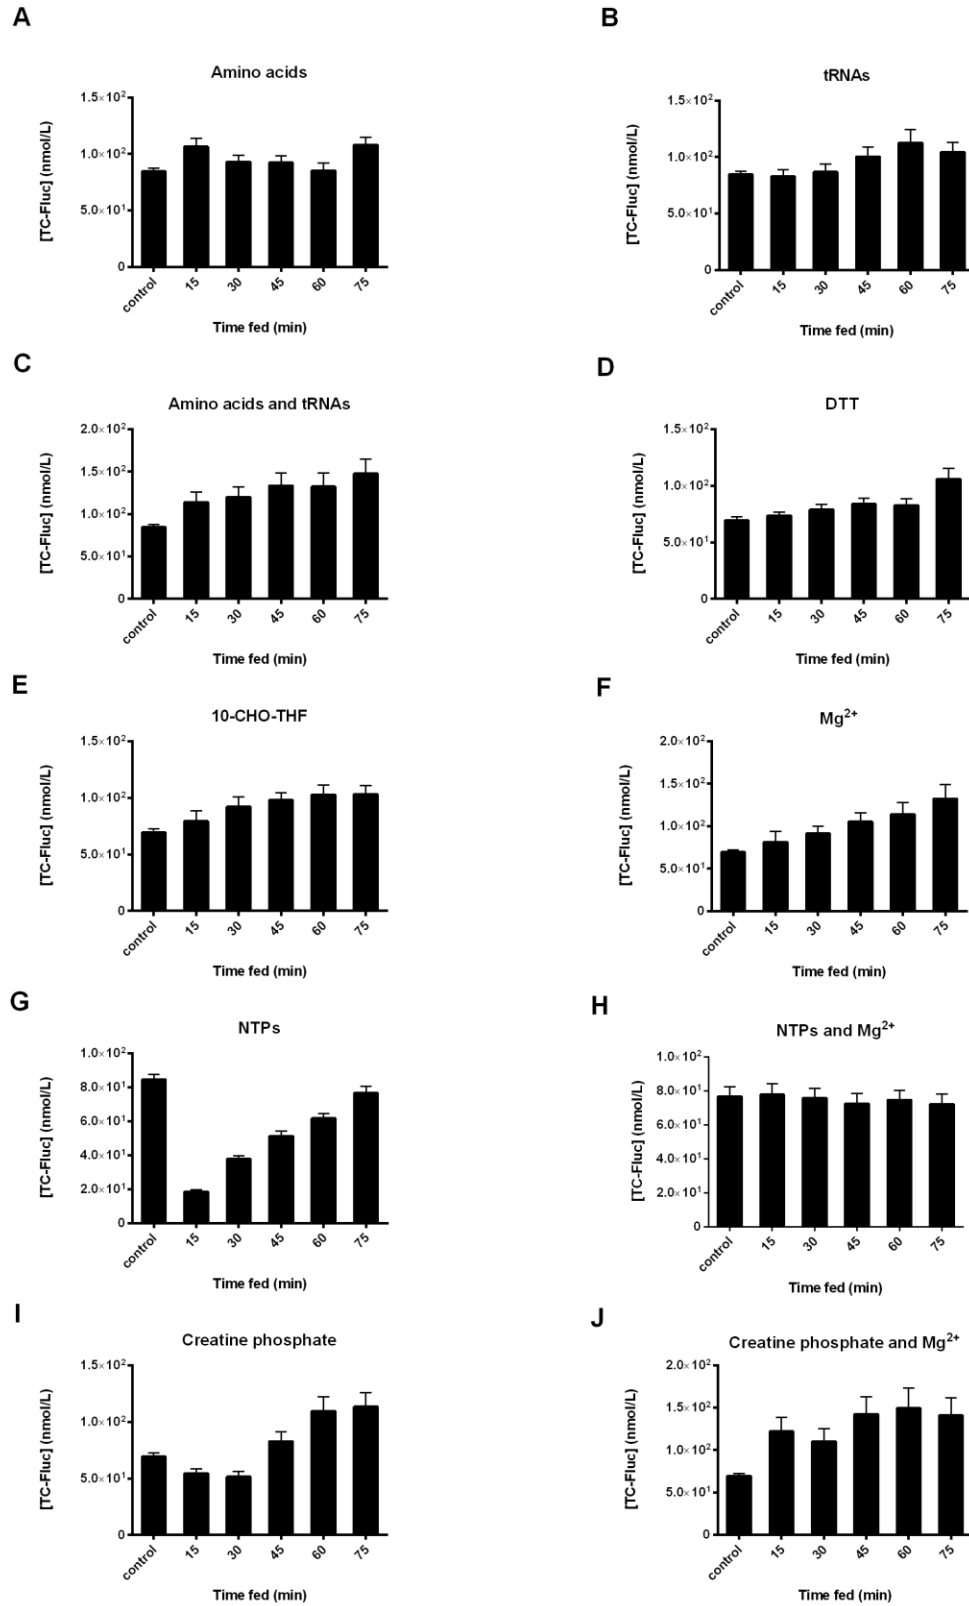 A
Amino acids
[TC-Fluc] (nmol/L)
1.5×10²
1.0×10²
5.0×10¹
0
control 15 30 45 60 75
Time fed (min)
B
tRNAs
[TC-Fluc] (nmol/L)
1.5×10²
1.0×10²
5.0×10¹
0
control 15 30 45 60 75
Time fed (min)
C
Amino acids and tRNAs
[TC-Fluc] (nmol/L)
2.0×10²
1.5×10²
1.0×10²
5.0×10¹
0
control 15 30 45 60 75
Time fed (min)
D
DTT
[TC-Fluc] (nmol/L)
1.5×10²
1.0×10²
5.0×10¹
0
control 15 30 45 60 75
Time fed (min)
E
10-CHO-THF
[TC-Fluc] (nmol/L)
1.5×10²
1.0×10²
5.0×10¹
0
control 15 30 45 60 75
Time fed (min)
F
Mg²⁺
[TC-Fluc] (nmol/L)
2.0×10²
1.5×10²
1.0×10²
5.0×10¹
0
control 15 30 45 60 75
Time fed (min)
G
NTPs
[TC-Fluc] (nmol/L)
1.0×10²
8.0×10¹
6.0×10¹
4.0×10¹
2.0×10¹
0
control 15 30 45 60 75
Time fed (min)
H
NTPs and Mg²⁺
[TC-Fluc] (nmol/L)
1.0×10²
8.0×10¹
6.0×10¹
4.0×10¹
2.0×10¹
0
control 15 30 45 60 75
Time fed (min)
I
Creatine phosphate
[TC-Fluc] (nmol/L)
1.5×10²
1.0×10²
5.0×10¹
0
control 15 30 45 60 75
Time fed (min)
J
Creatine phosphate and Mg²⁺
[TC-Fluc] (nmol/L)
2.0×10²
1.5×10²
1.0×10²
5.0×10¹
0
control 15 30 45 60 75
Time fed (min)